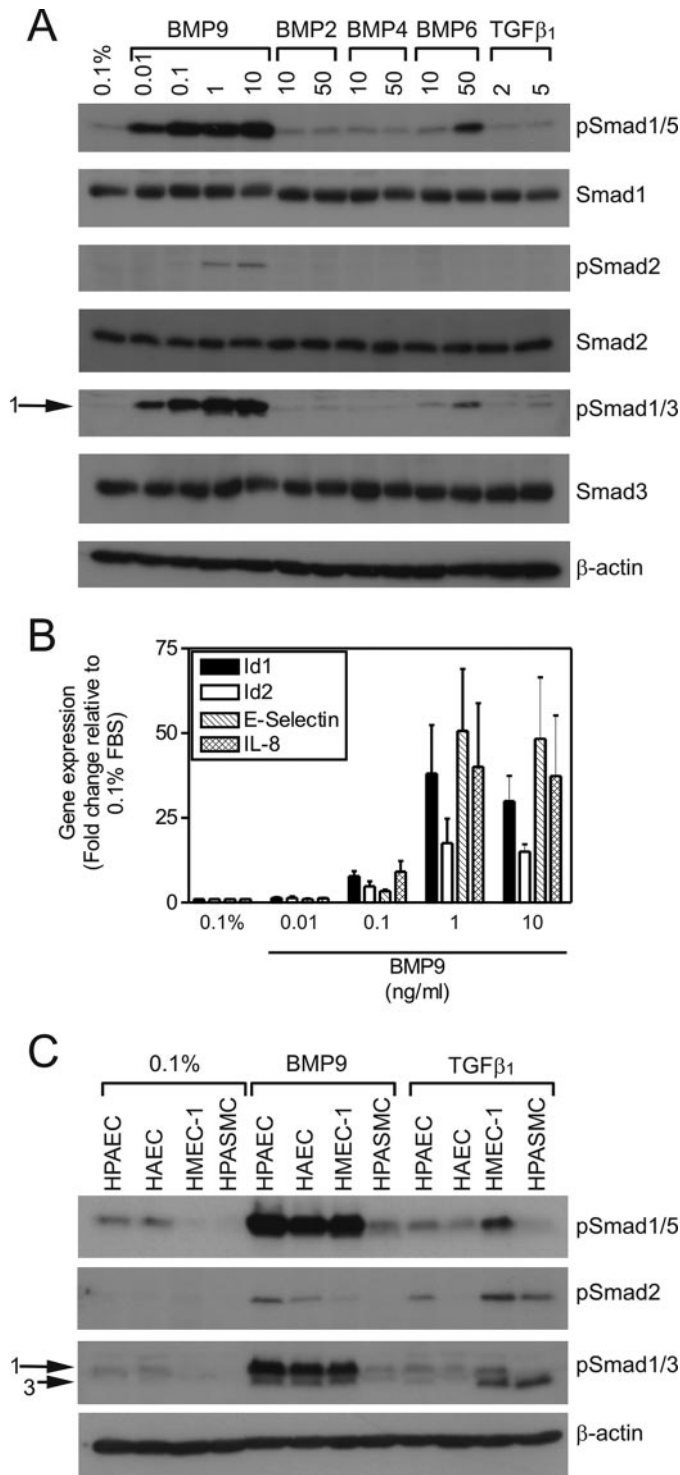 A
BMP9 BMP2 BMP4 BMP6 TGFβ1
0.1% 0.01 0.1 1 10 10 50 10 50 10 50 2 5
pSmad1/5
Smad1
pSmad2
Smad2
1 pSmad1/3
Smad3
β-actin
B
Gene expression
(Fold change relative to
0.1% FBS)
75
50
25
0
Id1
Id2
E-Selectin
IL-8
0.1% 0.01 0.1 1 10
BMP9
(ng/ml)
C
0.1% BMP9 TGFβ1
HPAEC HAEC HMEC-1 HPASMC HPAEC HAEC HMEC-1 HPASMC HPAEC HAEC HMEC-1 HPASMC
pSmad1/5
pSmad2
1 pSmad1/3
3
β-actin